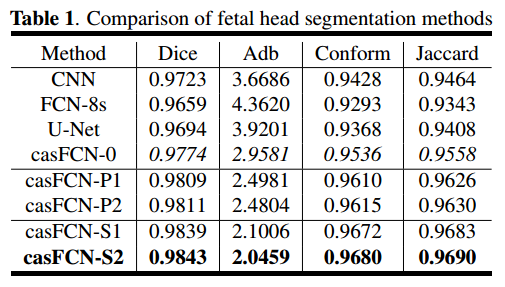 Table 1. Comparison of fetal head segmentation methods
Method Dice Adb Conform Jaccard
CNN 0.9723 3.6686 0.9428 0.9464
FCN-8s 0.9659 4.3620 0.9293 0.9343
U-Net 0.9694 3.9201 0.9368 0.9408
casFCN-0 0.9774 2.9581 0.9536 0.9558
casFCN-P1 0.9809 2.4981 0.9610 0.9626
casFCN-P2 0.9811 2.4804 0.9615 0.9630
casFCN-S1 0.9839 2.1006 0.9672 0.9683
casFCN-S2 0.9843 2.0459 0.9680 0.9690